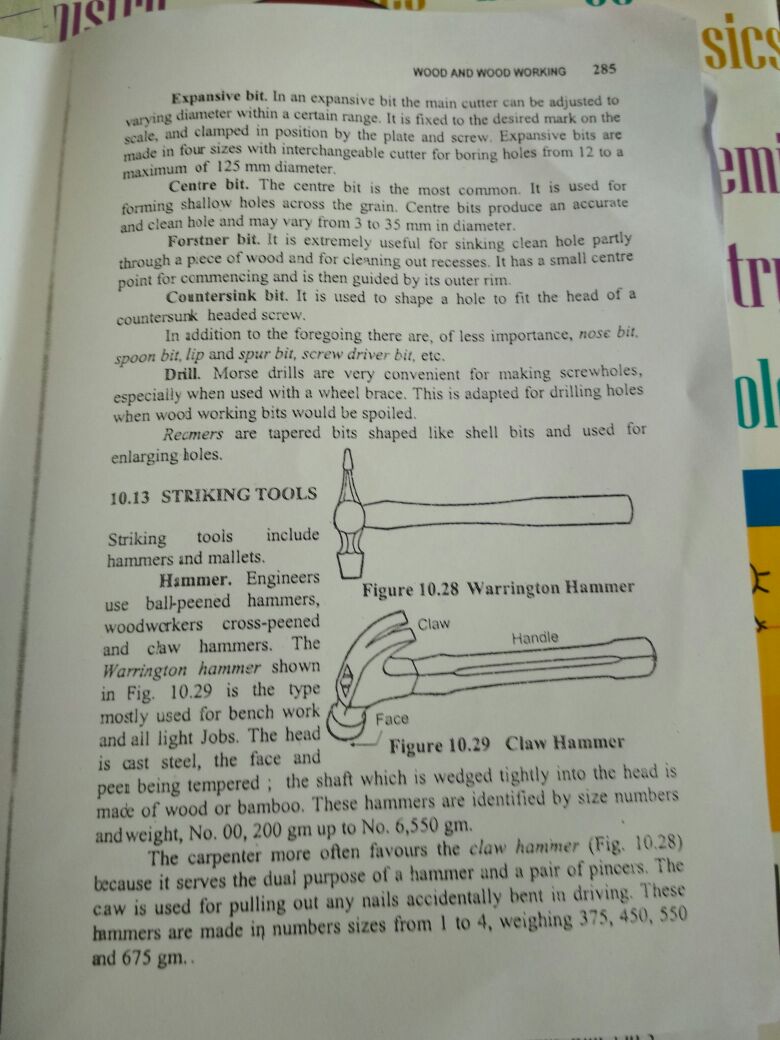 WOOD AND WOOD WORKING 285
Expansive bit. In an expansive bit the main cutter can be adjusted to
varying diameter within a certain range. It is fixed to the desired mark on the
scale, and clamped in position by the plate and screw. Expansive bits are
made in four sizes with interchangeable cutter for boring holes from 12 to a
maximum of 125 mm diameter.
Centre bit. The centre bit is the most common. It is used for
forming shallow holes across the grain. Centre bits produce an accurate
and clean hole and may vary from 3 to 35 mm in diameter.
Forstner bit. It is extremely useful for sinking clean hole partly
through a piece of wood and for cleaning out recesses. It has a small centre
point for commencing and is then guided by its outer rim.
Countersink bit. It is used to shape a hole to fit the head of a
countersunk headed screw.
In addition to the foregoing there are, of less importance, nose bit,
spoon bit, lip and spur bit, screw driver bit, etc.
Drill. Morse drills are very convenient for making screwholes,
especially when used with a wheel brace. This is adapted for drilling holes
when wood working bits would be spoiled.
Reemers are tapered bits shaped like shell bits and used for
enlarging holes.
10.13 STRIKING TOOLS
Striking tools include
hammers and mallets.
Hammer. Engineers
use ball-peened hammers,
woodworkers cross-peened
and claw hammers. The
Warrington hammer shown
in Fig. 10.29 is the type
mostly used for bench work
and all light Jobs. The head
is cast steel, the face and
peen being tempered ; the shaft which is wedged tightly into the head is
made of wood or bamboo. These hammers are identified by size numbers
and weight, No. 00, 200 gm up to No. 6,550 gm.
Figure 10.28 Warrington Hammer
Claw
Handle
Face
Figure 10.29 Claw Hammer
The carpenter more often favours the claw hammer (Fig. 10.28)
because it serves the dual purpose of a hammer and a pair of pincers. The
caw is used for pulling out any nails accidentally bent in driving. These
hammers are made in numbers sizes from 1 to 4, weighing 375, 450, 550
and 675 gm. .
sics